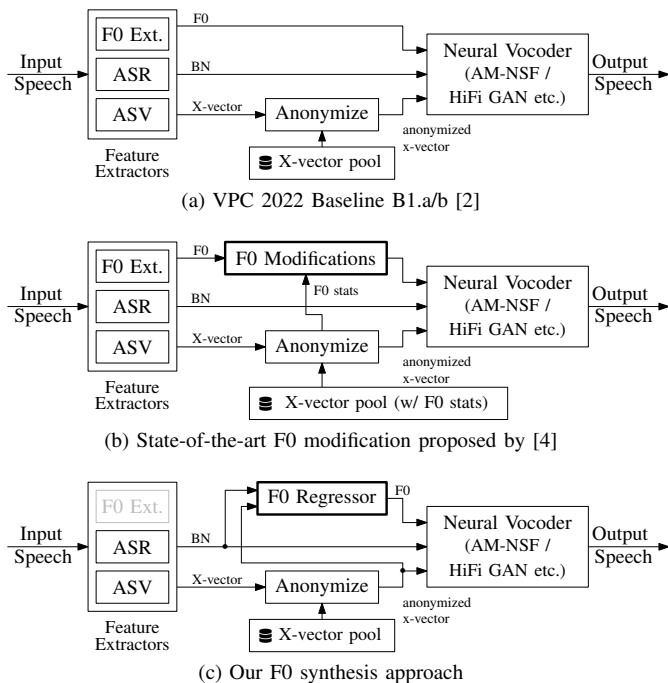 F0
F0 Ext.
Neural Vocoder
Input
Output
BN
ASR
(AM-NSF /
Speech
Speech
HiFi GAN etc.)
X-vector
ASV
Anonymize
anonymized
x-vector
Feature
Extractors
X-vector pool
(a) VPC 2022 Baseline B1.a/b [2]
F0
F0 Modifications
F0 Ext.
F0 stats
Neural Vocoder
Input
Output
BN
ASR
(AM-NSF /
Speech
Speech
HiFi GAN etc.)
X-vector
ASV
Anonymize
anonymized
x-vector
Feature
Extractors
X-vector pool (w/ F0 stats)
(b) State-of-the-art F0 modification proposed by [4]
F0 Ext.
F0 Regressor
F0
Neural Vocoder
Input
Output
BN
ASR
(AM-NSF /
Speech
Speech
HiFi GAN etc.)
X-vector
ASV
Anonymize
anonymized
x-vector
Feature
Extractors
X-vector pool
(c) Our F0 synthesis approach